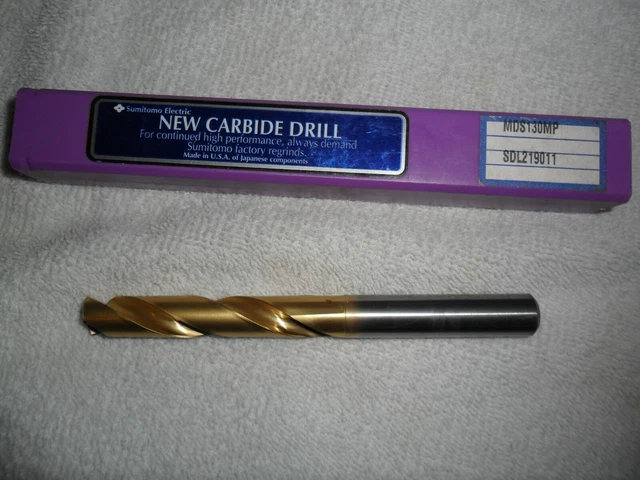 Sumitomo Electric
NEW CARBIDE DRILL
For continued high performance, always demand
Sumitomo factory regrinds.
Made in U.S.A. of Japanese components
MDS130MP
SDL219011